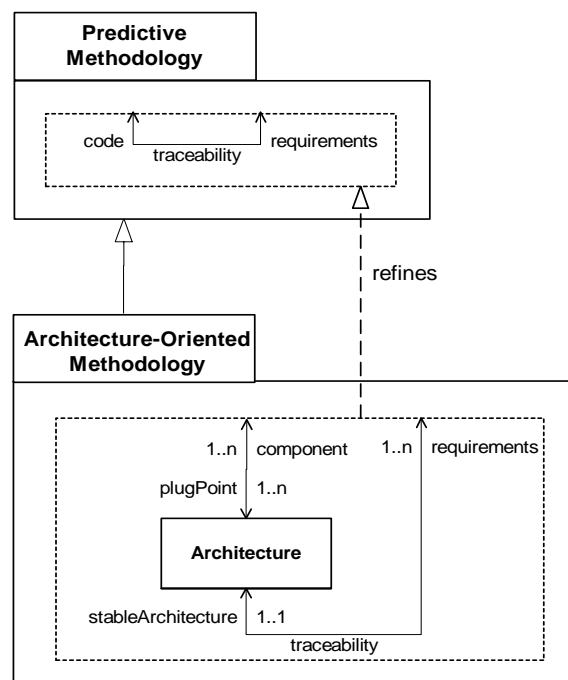 Predictive
Methodology
code
requirements
traceability
refines
Architecture-Oriented
Methodology
1..n component
1..n requirements
plugPoint 1..n
Architecture
stableArchitecture 1..1
traceability